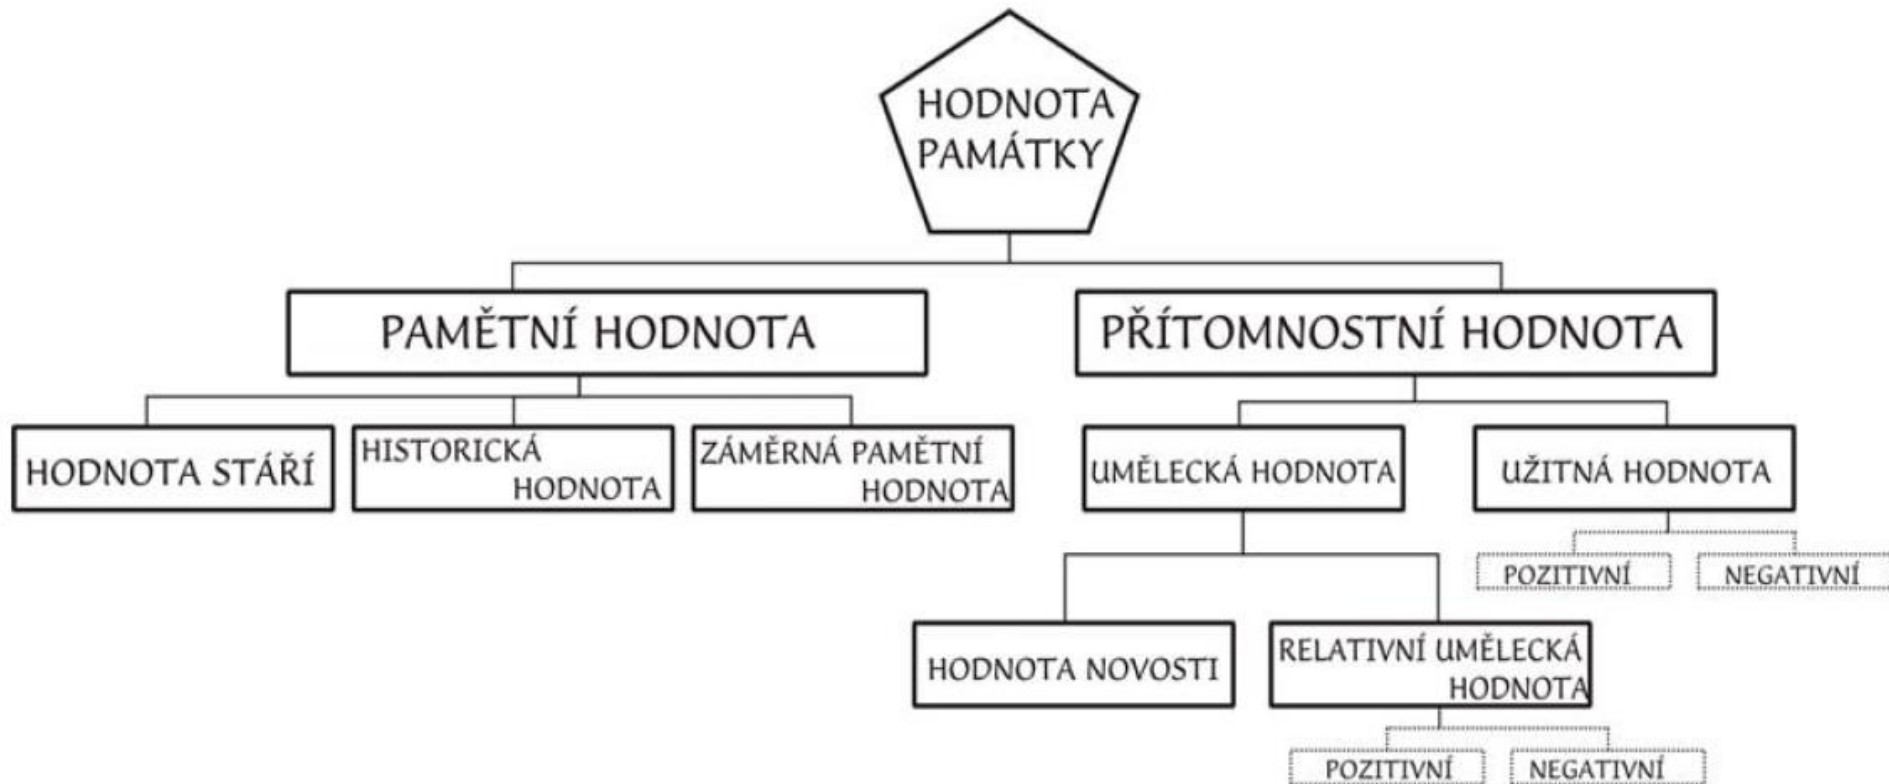 HODNOTA
PAMÁTKY
PAMĚTNÍ HODNOTA
PŘÍTOMNOSTNÍ HODNOTA
HODNOTA STÁŘÍ
HISTORICKÁ
HODNOTA
ZÁMĚRNÁ PAMĚTNÍ
HODNOTA
UMĚLECKÁ HODNOTA
UŽITNÁ HODNOTA
POZITIVNÍ
NEGATIVNÍ
HODNOTA NOVOSTI
RELATIVNÍ UMĚLECKÁ
HODNOTA
POZITIVNÍ
NEGATIVNÍ